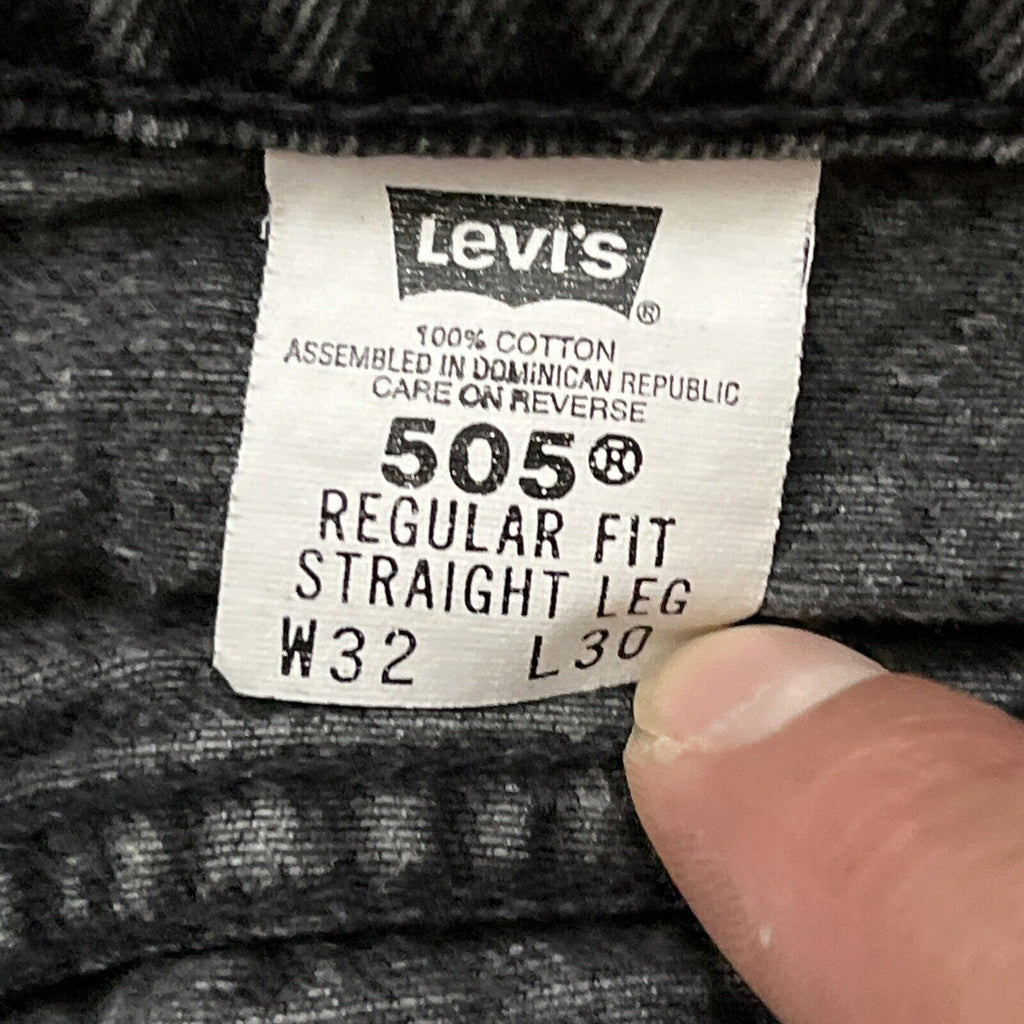 Levi's®
100% COTTON
ASSEMBLED IN DOMINICAN REPUBLIC
CARE ON REVERSE
505®
REGULAR FIT
STRAIGHT LEG
W32 L30